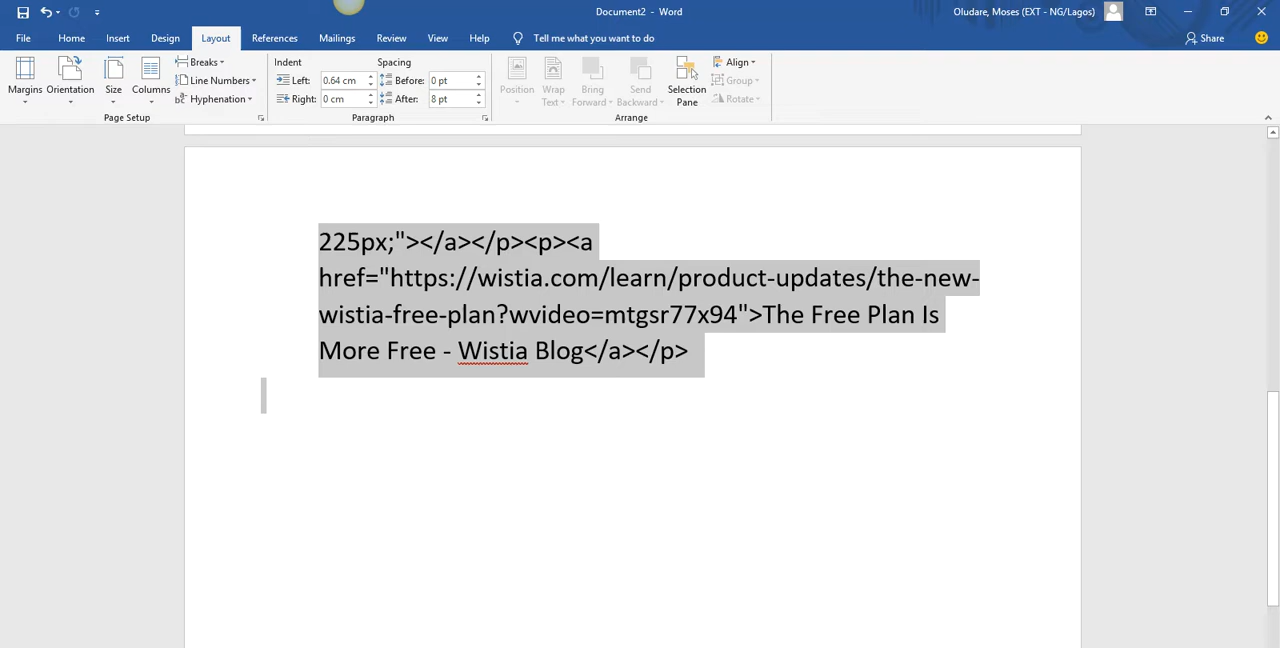 Document2 - Word
Oludare, Moses (EXT - NG/Lagos)
File Home Insert Design Layout References Mailings Review View Help Tell me what you want to do Share
Margins Orientation Size Columns
Breaks
Line Numbers
Hyphenation
Page Setup
Indent
Left: 0.64 cm
Right: 0 cm
Spacing
Before: 0 pt
After: 8 pt
Paragraph
Position
Wrap Text
Bring Forward
Send Backward
Selection Pane
Align
Group
Rotate
Arrange
225px;"></a></p><p><a
href="https://wistia.com/learn/product-updates/the-new-
wistia-free-plan?wvideo=mtgsr77x94">The Free Plan Is
More Free - Wistia Blog</a></p>